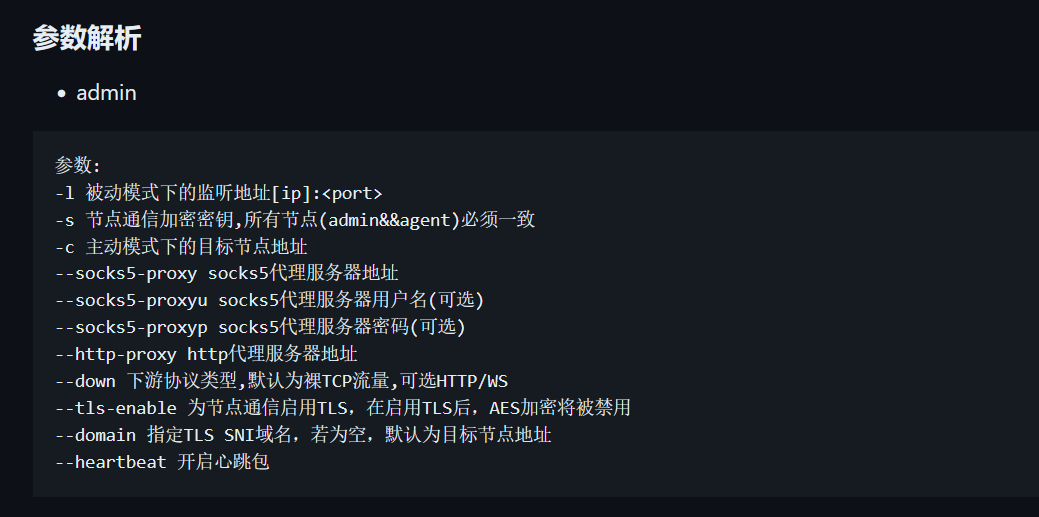 参数解析
admin
参数:
-l 被动模式下的监听地址[ip]:<port>
-s 节点通信加密密钥,所有节点(admin&&agent)必须一致
-c 主动模式下的目标节点地址
--socks5-proxy socks5代理服务器地址
--socks5-proxyu socks5代理服务器用户名(可选)
--socks5-proxyp socks5代理服务器密码(可选)
--http-proxy http代理服务器地址
--down 下游协议类型,默认为裸TCP流量,可选HTTP/WS
--tls-enable 为节点通信启用TLS，在启用TLS后，AES加密将被禁用
--domain 指定TLS SNI域名，若为空，默认为目标节点地址
--heartbeat 开启心跳包